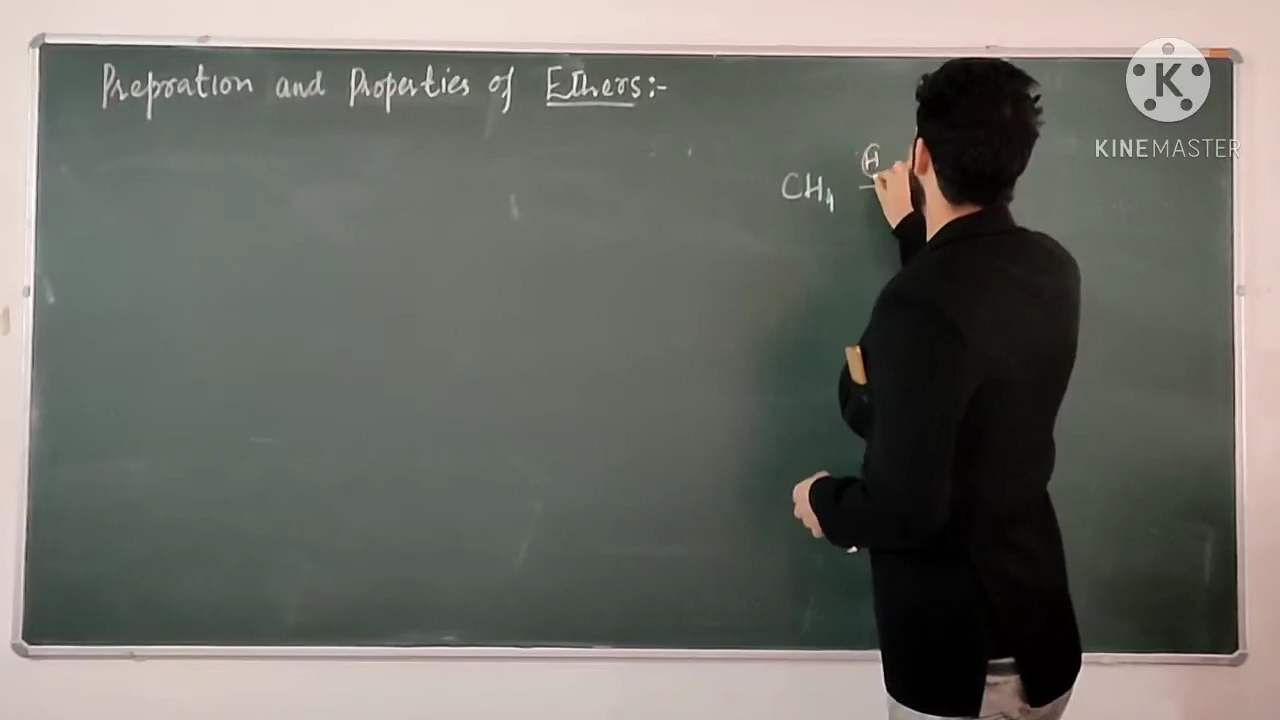 Prepration and Properties of Ethers:-
CH4 H
K
KINEMASTER